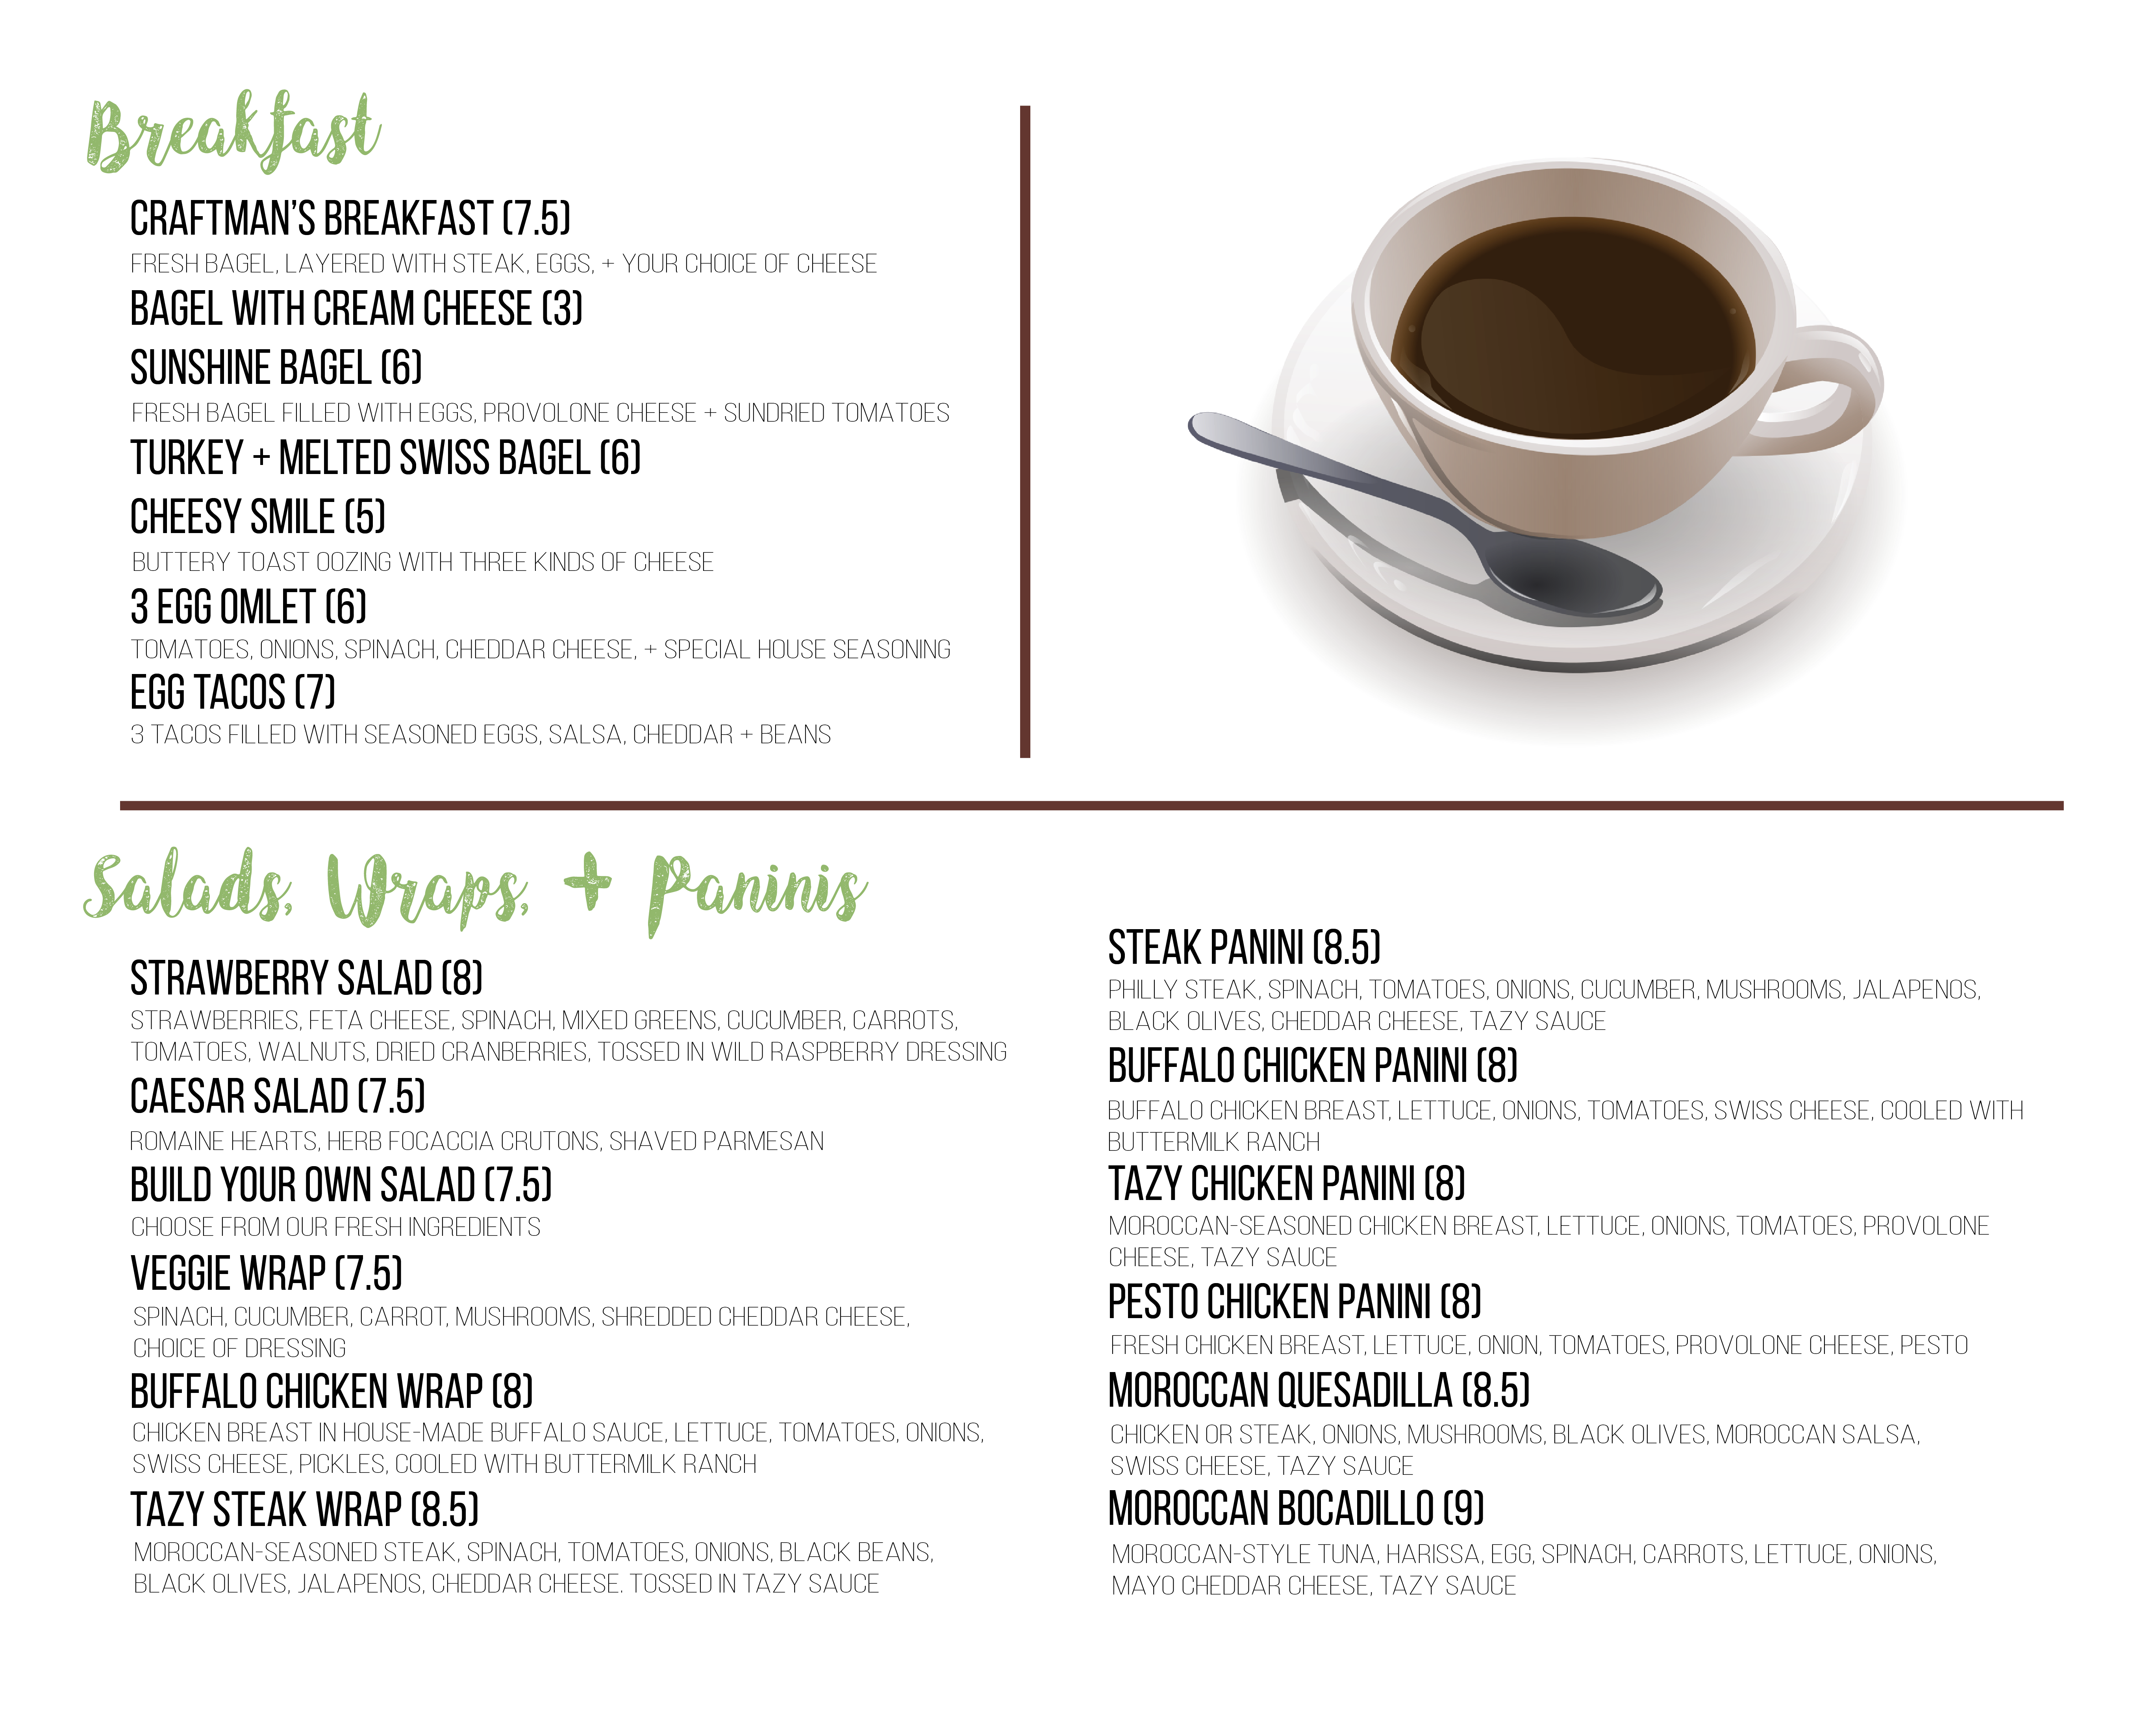 Breakfast
CRAFTMAN'S BREAKFAST (7.5)
FRESH BAGEL, LAYERED WITH STEAK, EGGS, + YOUR CHOICE OF CHEESE
BAGEL WITH CREAM CHEESE (3)
SUNSHINE BAGEL (6)
FRESH BAGEL FILLED WITH EGGS, PROVOLONE CHEESE + SUNDRIED TOMATOES
TURKEY + MELTED SWISS BAGEL (6)
CHEESY SMILE (5)
BUTTERY TOAST OOZING WITH THREE KINDS OF CHEESE
3 EGG OMLET (6)
TOMATOES, ONIONS, SPINACH, CHEDDAR CHEESE, + SPECIAL HOUSE SEASONING
EGG TACOS (7)
3 TACOS FILLED WITH SEASONED EGGS, SALSA, CHEDDAR + BEANS
Salads, Wraps, + Paninis
STRAWBERRY SALAD (8)
STRAWBERRIES, FETA CHEESE, SPINACH, MIXED GREENS, CUCUMBER, CARROTS,
TOMATOES, WALNUTS, DRIED CRANBERRIES, TOSSED IN WILD RASPBERRY DRESSING
CAESAR SALAD (7.5)
ROMAINE HEARTS, HERB FOCACCIA CRUTONS, SHAVED PARMESAN
BUILD YOUR OWN SALAD (7.5)
CHOOSE FROM OUR FRESH INGREDIENTS
VEGGIE WRAP (7.5)
SPINACH, CUCUMBER, CARROT, MUSHROOMS, SHREDDED CHEDDAR CHEESE,
CHOICE OF DRESSING
BUFFALO CHICKEN WRAP (8)
CHICKEN BREAST IN HOUSE-MADE BUFFALO SAUCE, LETTUCE, TOMATOES, ONIONS,
SWISS CHEESE, PICKLES, COOLED WITH BUTTERMILK RANCH
TAZY STEAK WRAP (8.5)
MOROCCAN-SEASONED STEAK, SPINACH, TOMATOES, ONIONS, BLACK BEANS,
BLACK OLIVES, JALAPENOS, CHEDDAR CHEESE. TOSSED IN TAZY SAUCE
STEAK PANINI (8.5)
PHILLY STEAK, SPINACH, TOMATOES, ONIONS, CUCUMBER, MUSHROOMS, JALAPENOS,
BLACK OLIVES, CHEDDAR CHEESE, TAZY SAUCE
BUFFALO CHICKEN PANINI (8)
BUFFALO CHICKEN BREAST, LETTUCE, ONIONS, TOMATOES, SWISS CHEESE, COOLED WITH
BUTTERMILK RANCH
TAZY CHICKEN PANINI (8)
MOROCCAN-SEASONED CHICKEN BREAST, LETTUCE, ONIONS, TOMATOES, PROVOLONE
CHEESE, TAZY SAUCE
PESTO CHICKEN PANINI (8)
FRESH CHICKEN BREAST, LETTUCE, ONION, TOMATOES, PROVOLONE CHEESE, PESTO
MOROCCAN QUESADILLA (8.5)
CHICKEN OR STEAK, ONIONS, MUSHROOMS, BLACK OLIVES, MOROCCAN SALSA,
SWISS CHEESE, TAZY SAUCE
MOROCCAN BOCADILLO (9)
MOROCCAN-STYLE TUNA, HARISSA, EGG, SPINACH, CARROTS, LETTUCE, ONIONS,
MAYO CHEDDAR CHEESE, TAZY SAUCE